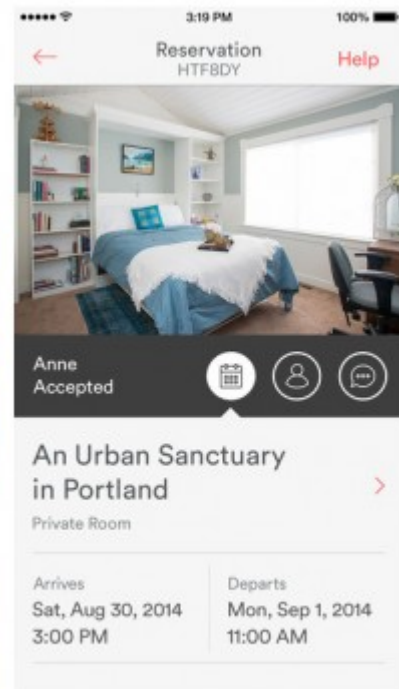 3:19 PM
100%
Reservation
HTF8DY
Help
Anne
Accepted
An Urban Sanctuary
in Portland
Private Room
Arrives
Sat, Aug 30, 2014
3:00 PM
Departs
Mon, Sep 1, 2014
11:00 AM